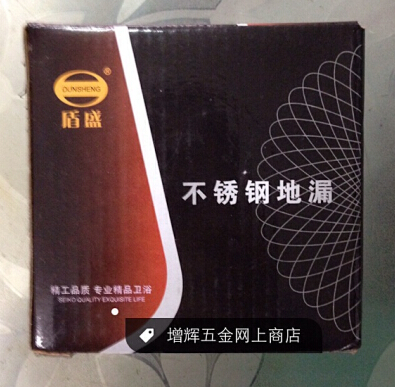 DUNSHENG
®
盾盛
不锈钢地漏
精工品质 专业精品卫浴
SEIKO QUALITY EXQUISITE LIFE
增辉五金网上商店